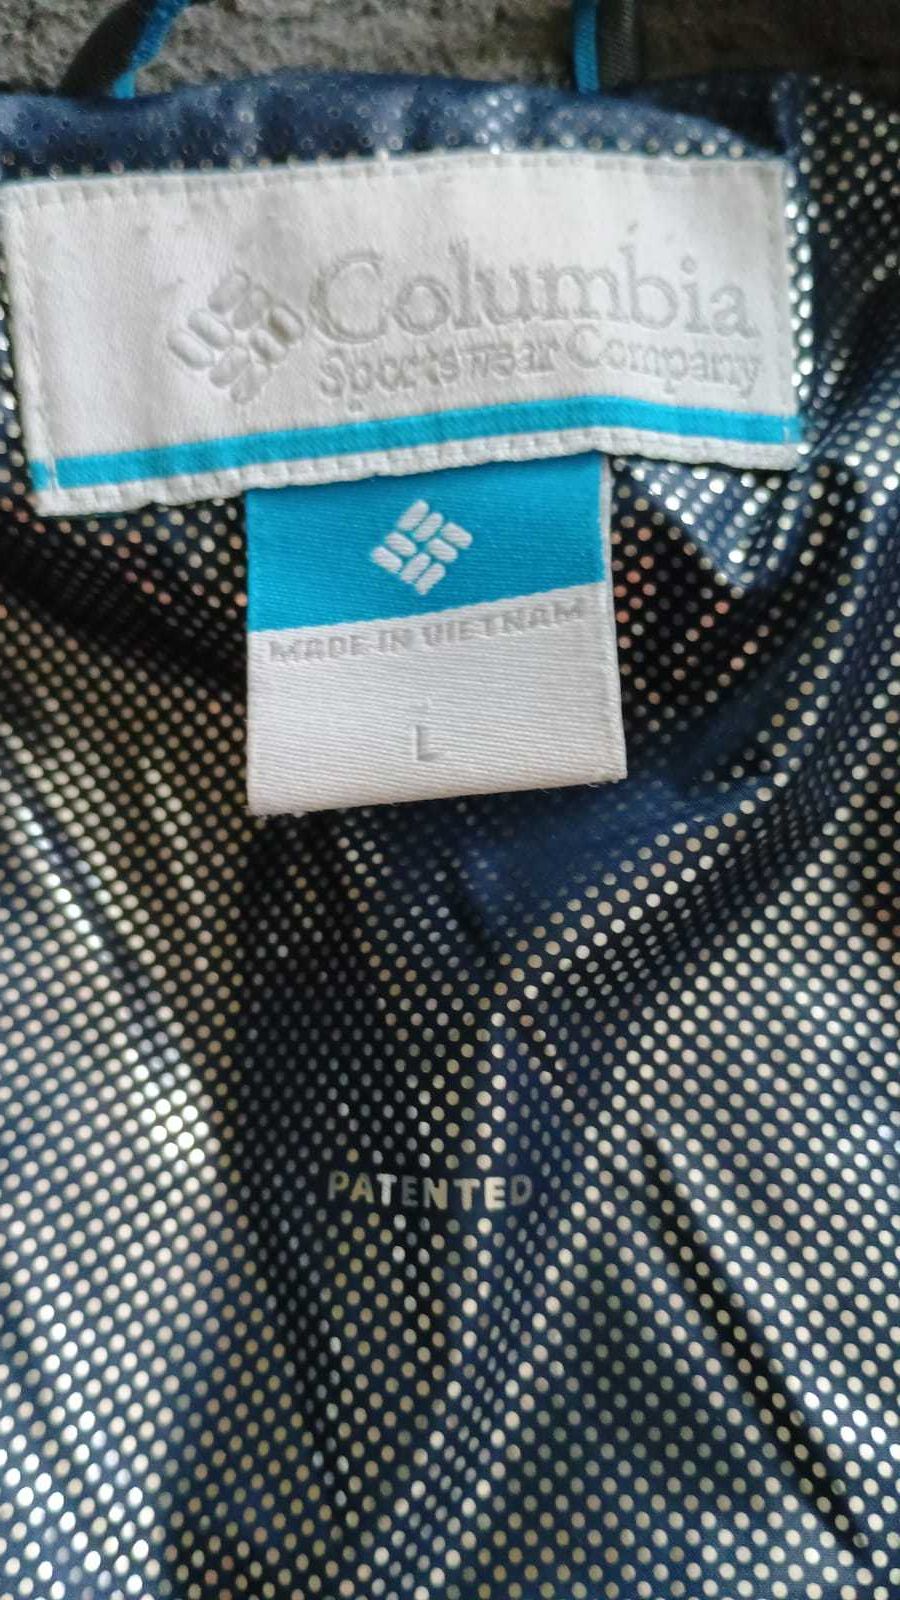 Columbia
Sportswear Company
MADE IN VIETNAM
L
PATENTED